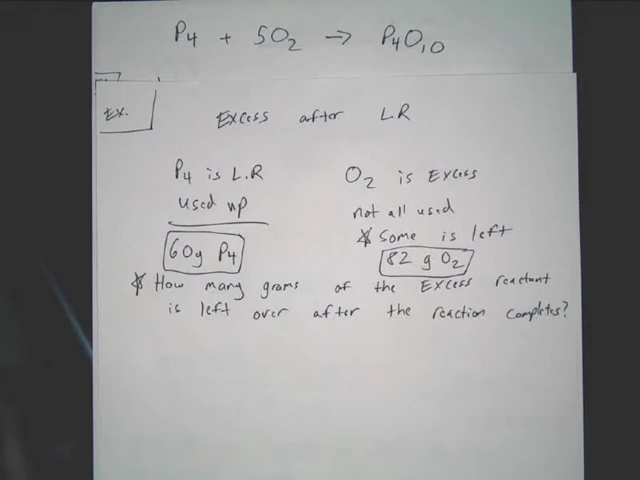 P4 + 5O2 → P4O10
Ex.
Excess after L.R
P4 is L.R
used up
60g P4
O2 is Excess
not all used
* Some is left
82 g O2
* How many grams of the Excess reactant
is left over after the reaction completes?